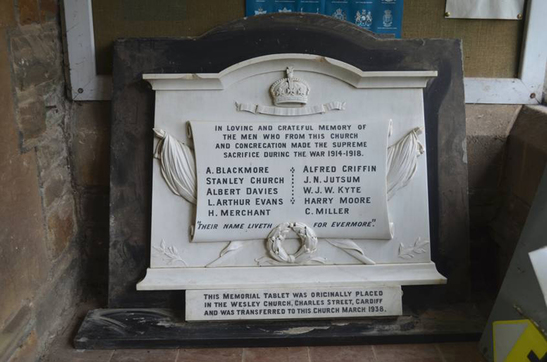 IN LOVING AND GRATEFUL MEMORY OF
THE MEN WHO FROM THIS CHURCH
AND CONGREGATION MADE THE SUPREME
SACRIFICE DURING THE WAR 1914-1918.
A. BLACKMORE
STANLEY CHURCH
ALBERT DAVIES
L. ARTHUR EVANS
H. MERCHANT
ALFRED GRIFFIN
J. N. JUTSUM
W. J. W. KYTE
HARRY MOORE
C. MILLER
"THEIR NAME LIVETH FOR EVERMORE".
THIS MEMORIAL TABLET WAS ORIGINALLY PLACED
IN THE WESLEY CHURCH, CHARLES STREET, CARDIFF
AND WAS TRANSFERRED TO THIS CHURCH MARCH 1938.